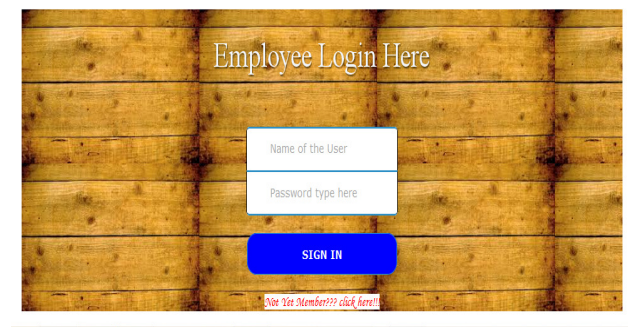 Employee Login Here
Name of the User
Password type here
SIGN IN
Not Yet Member??? click here!!!